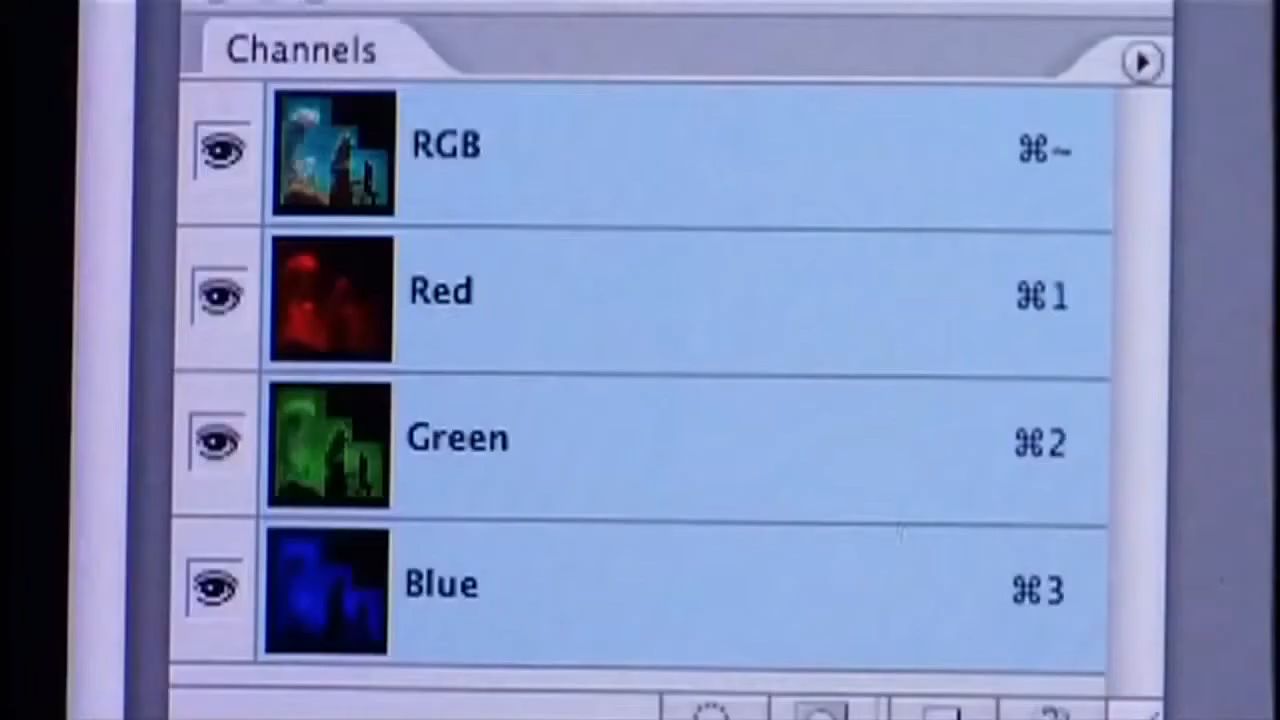 Channels
RGB ⌘~
Red ⌘1
Green ⌘2
Blue ⌘3